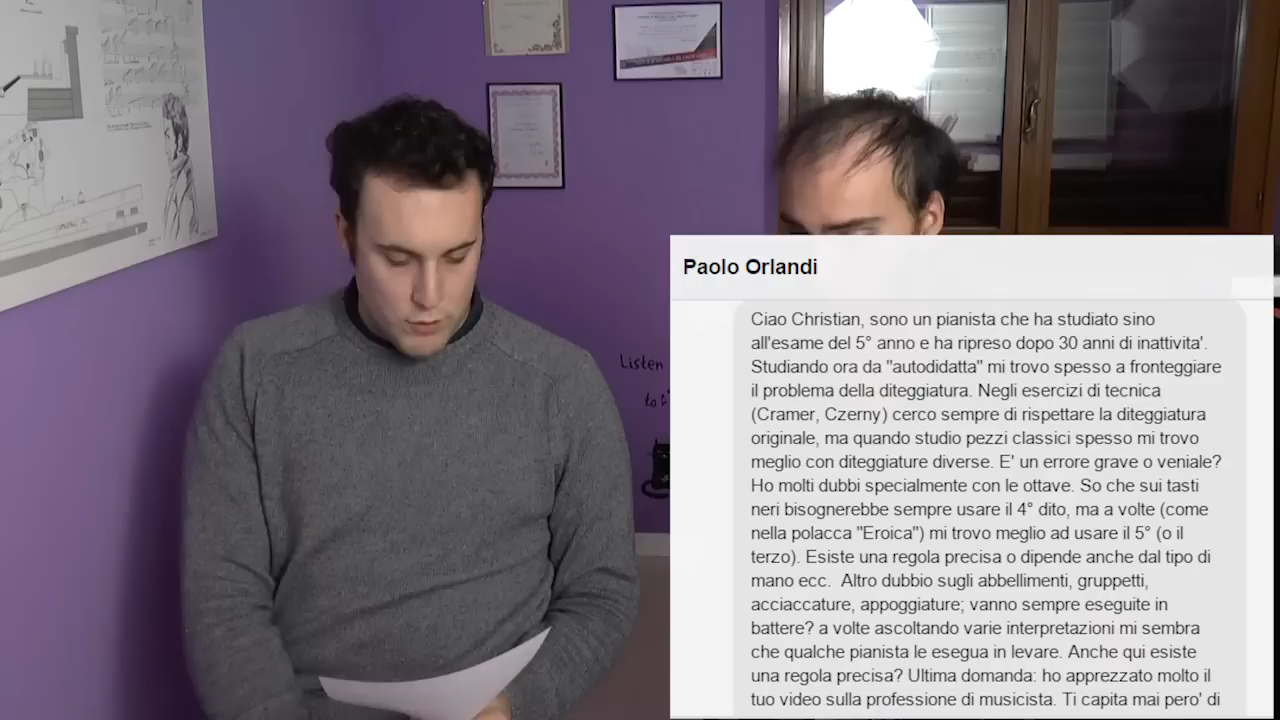 Listen
to
Paolo Orlandi
Ciao Christian, sono un pianista che ha studiato sino
all'esame del 5° anno e ha ripreso dopo 30 anni di inattivita'.
Studiando ora da "autodidatta" mi trovo spesso a fronteggiare
il problema della diteggiatura. Negli esercizi di tecnica
(Cramer, Czerny) cerco sempre di rispettare la diteggiatura
originale, ma quando studio pezzi classici spesso mi trovo
meglio con diteggiature diverse. E' un errore grave o veniale?
Ho molti dubbi specialmente con le ottave. So che sui tasti
neri bisognerebbe sempre usare il 4° dito, ma a volte (come
nella polacca "Eroica") mi trovo meglio ad usare il 5° (o il
terzo). Esiste una regola precisa o dipende anche dal tipo di
mano ecc. Altro dubbio sugli abbellimenti, gruppetti,
acciaccature, appoggiature; vanno sempre eseguite in
battere? a volte ascoltando varie interpretazioni mi sembra
che qualche pianista le esegua in levare. Anche qui esiste
una regola precisa? Ultima domanda: ho apprezzato molto il
tuo video sulla professione di musicista. Ti capita mai pero' di